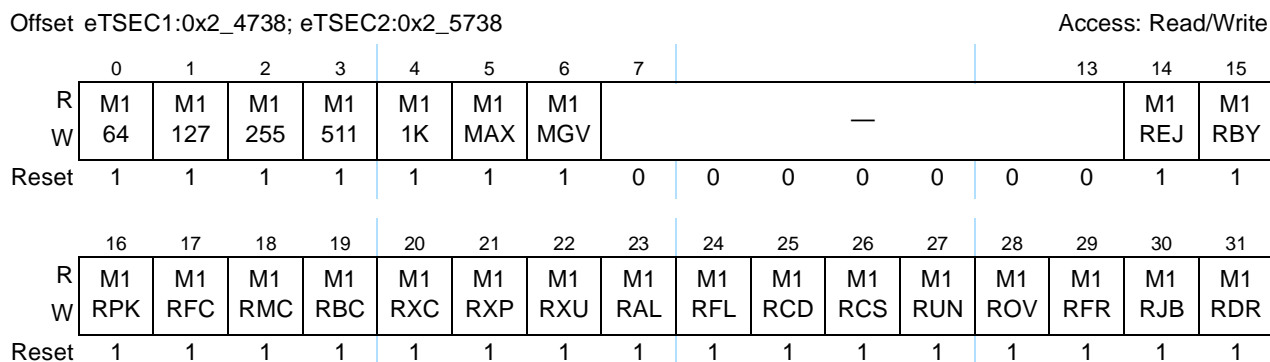 Offset eTSEC1:0x2_4738; eTSEC2:0x2_5738 Access: Read/Write
0 1 2 3 4 5 6 7 13 14 15
R M1 M1 M1 M1 M1 M1 M1 — M1 M1
W 64 127 255 511 1K MAX MGV REJ RBY
Reset 1 1 1 1 1 1 1 0 0 0 0 0 0 0 1 1
16 17 18 19 20 21 22 23 24 25 26 27 28 29 30 31
R M1 M1 M1 M1 M1 M1 M1 M1 M1 M1 M1 M1 M1 M1 M1 M1
W RPK RFC RMC RBC RXC RXP RXU RAL RFL RCD RCS RUN ROV RFR RJB RDR
Reset 1 1 1 1 1 1 1 1 1 1 1 1 1 1 1 1